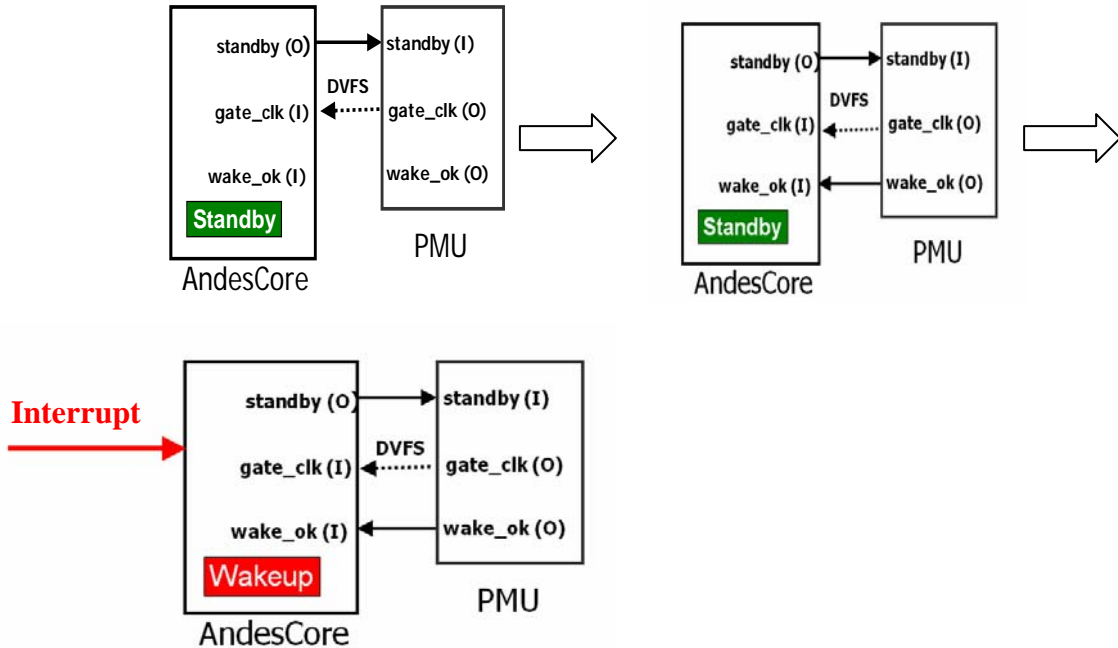 standby (O) standby (I)
DVFS
gate_clk (I) gate_clk (O)
wake_ok (I) wake_ok (O)
Standby
PMU
AndesCore
standby (O) standby (I)
DVFS
gate_clk (I) gate_clk (O)
wake_ok (I) wake_ok (O)
Standby
PMU
AndesCore
Interrupt
standby (O) standby (I)
DVFS
gate_clk (I) gate_clk (O)
wake_ok (I) wake_ok (O)
Wakeup
PMU
AndesCore